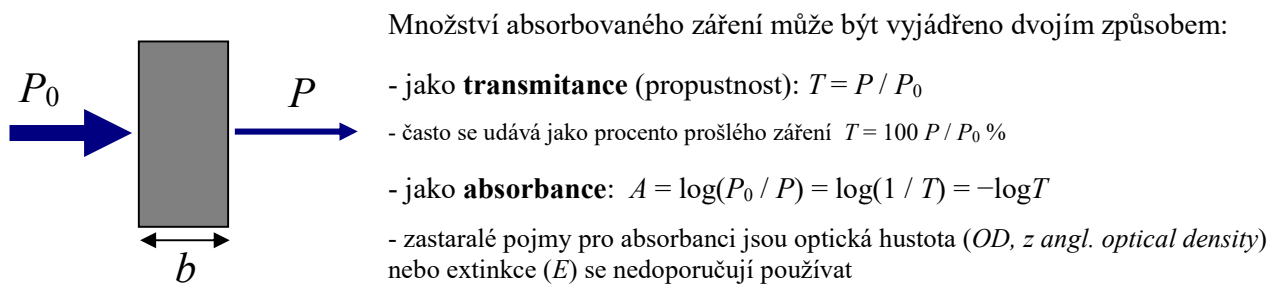 Množství absorbovaného záření může být vyjádřeno dvojím způsobem:
P₀
P
- jako transmitance (propustnost): T = P / P₀
- často se udává jako procento prošlého záření T = 100 P / P₀ %
- jako absorbance: A = log(P₀ / P) = log(1 / T) = −logT
- zastaralé pojmy pro absorbanci jsou optická hustota (OD, z angl. optical density)
nebo extinkce (E) se nedoporučují používat
b